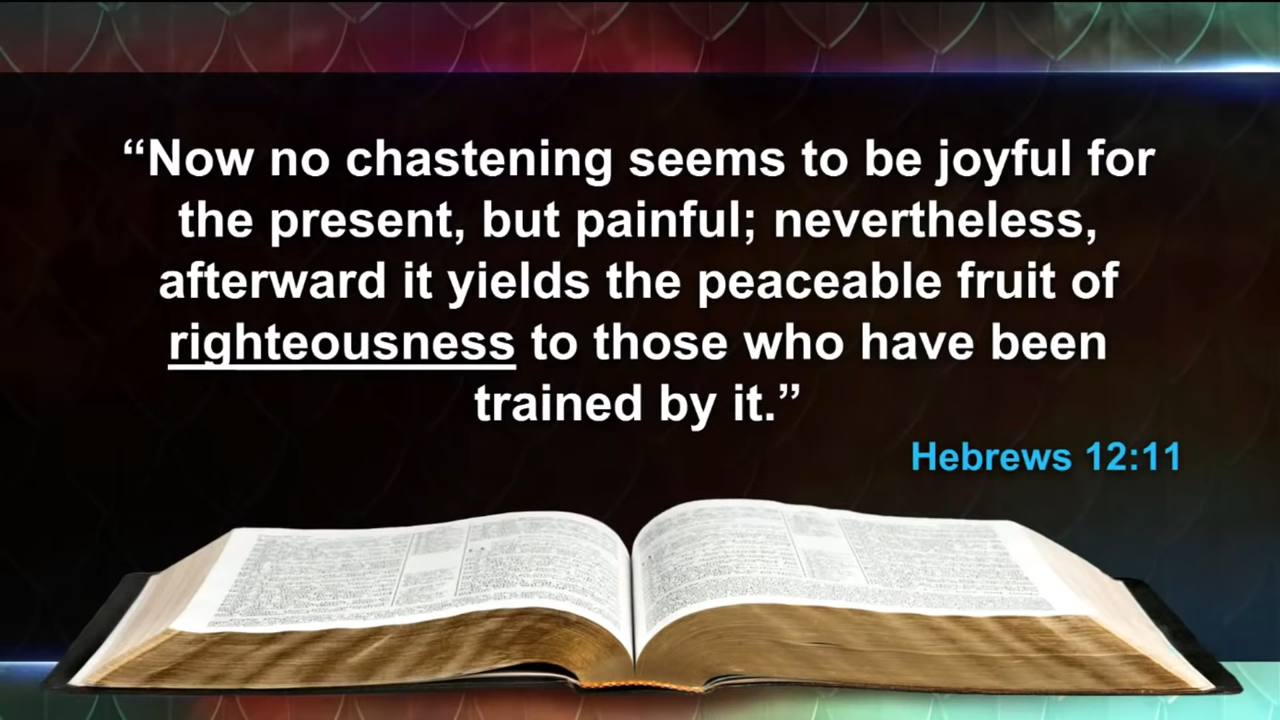 “Now no chastening seems to be joyful for
the present, but painful; nevertheless,
afterward it yields the peaceable fruit of
righteousness to those who have been
trained by it.”
Hebrews 12:11